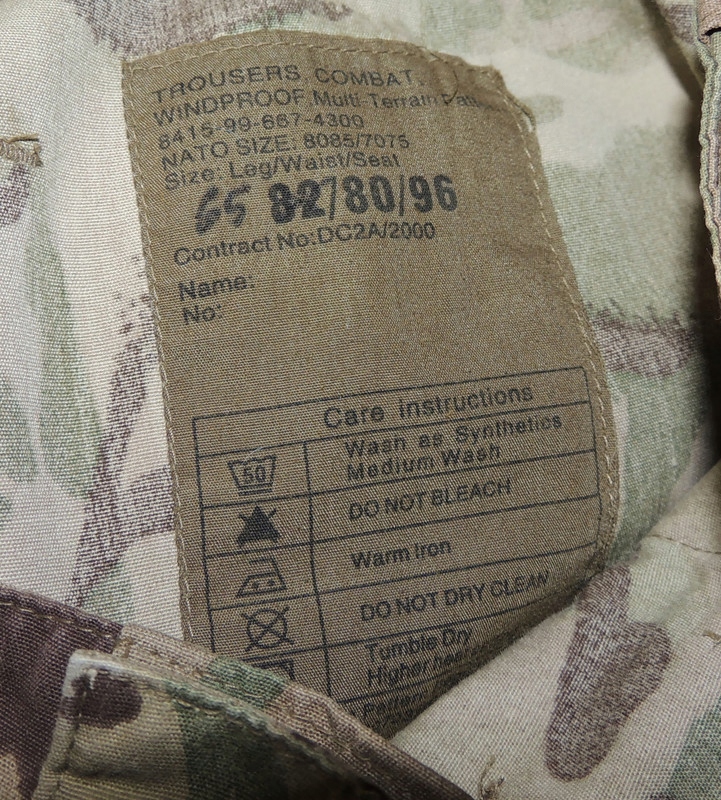 TROUSERS COMBAT
WINDPROOF Multi-Terrain
8415-99-667-4300
NATO SIZE: 8085/7075
Size: Leg/Waist/Seat
82/80/96
Contract No:DC2A/2000
Name:
No:
Care instructions
50
Wash as Synthetics
Medium Wash
DO NOT BLEACH
Warm Iron
DO NOT DRY CLEAN
Tumble Dry
Higher heat